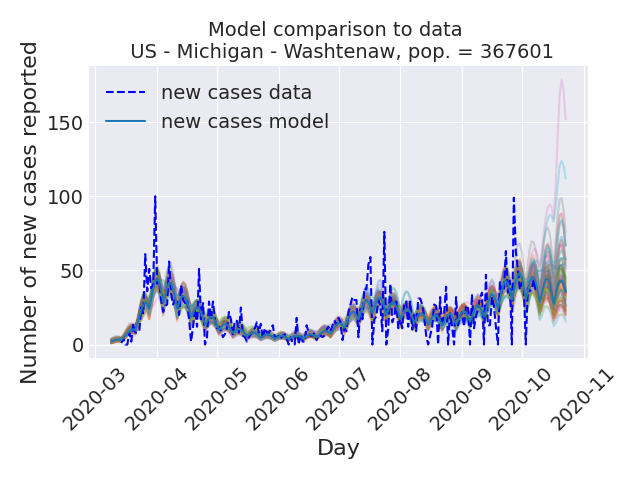 Model comparison to data
US - Michigan - Washtenaw, pop. = 367601
Number of new cases reported
new cases data
new cases model
150
100
50
0
2020-03
2020-04
2020-05
2020-06
2020-07
2020-08
2020-09
2020-10
2020-11
Day